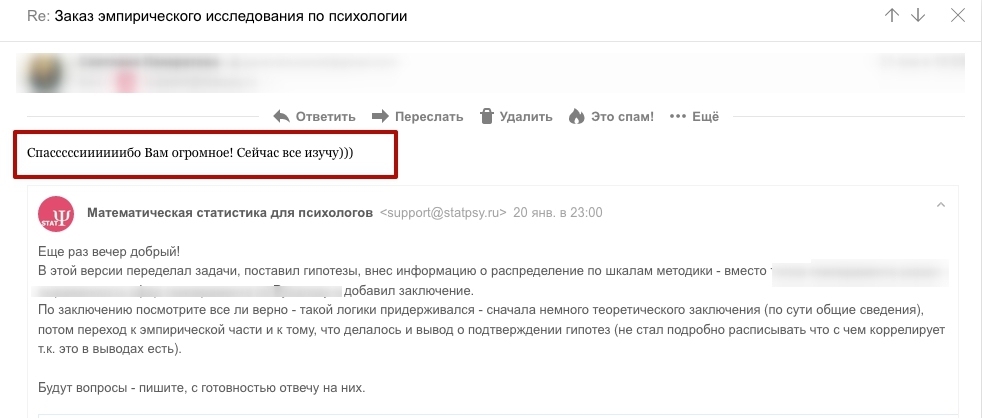 Re: Заказ эмпирического исследования по психологии
Ответить Переслать Удалить Это спам! Ещё
Спасссссиииииибо Вам огромное! Сейчас все изучу)))
STAT Ψ
Математическая статистика для психологов <support@statpsy.ru> 20 янв. в 23:00
Еще раз вечер добрый!
В этой версии переделал задачи, поставил гипотезы, внес информацию о распределение по шкалам методики - вместо
добавил заключение.
По заключению посмотрите все ли верно - такой логики придерживался - сначала немного теоретического заключения (по сути общие сведения),
потом переход к эмпирической части и к тому, что делалось и вывод о подтверждении гипотез (не стал подробно расписывать что с чем коррелирует
т.к. это в выводах есть).
Будут вопросы - пишите, с готовностью отвечу на них.